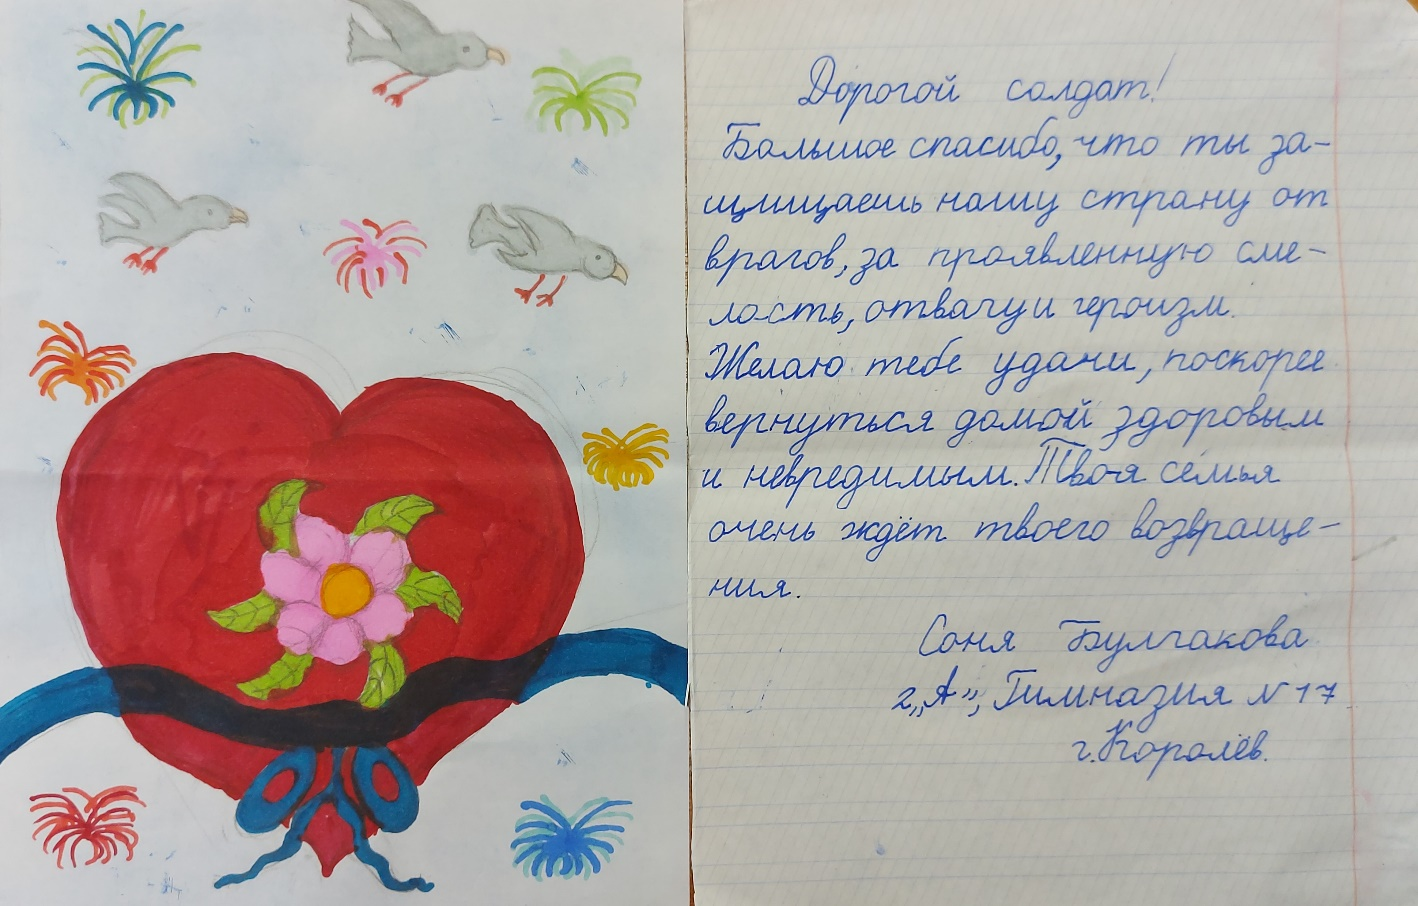 Дорогой солдат!
Большое спасибо, что ты за-
щищаешь нашу страну от
врагов, за проявленную сме-
лость, отвагу и героизм.
Желаю тебе удачи, поскорее
вернуться домой здоровым
и невредимым. Твоя семья
очень ждёт твоего возвраще-
ния.
Соня Булгакова
2 „А”, Гимназия N 17
г. Королёв.